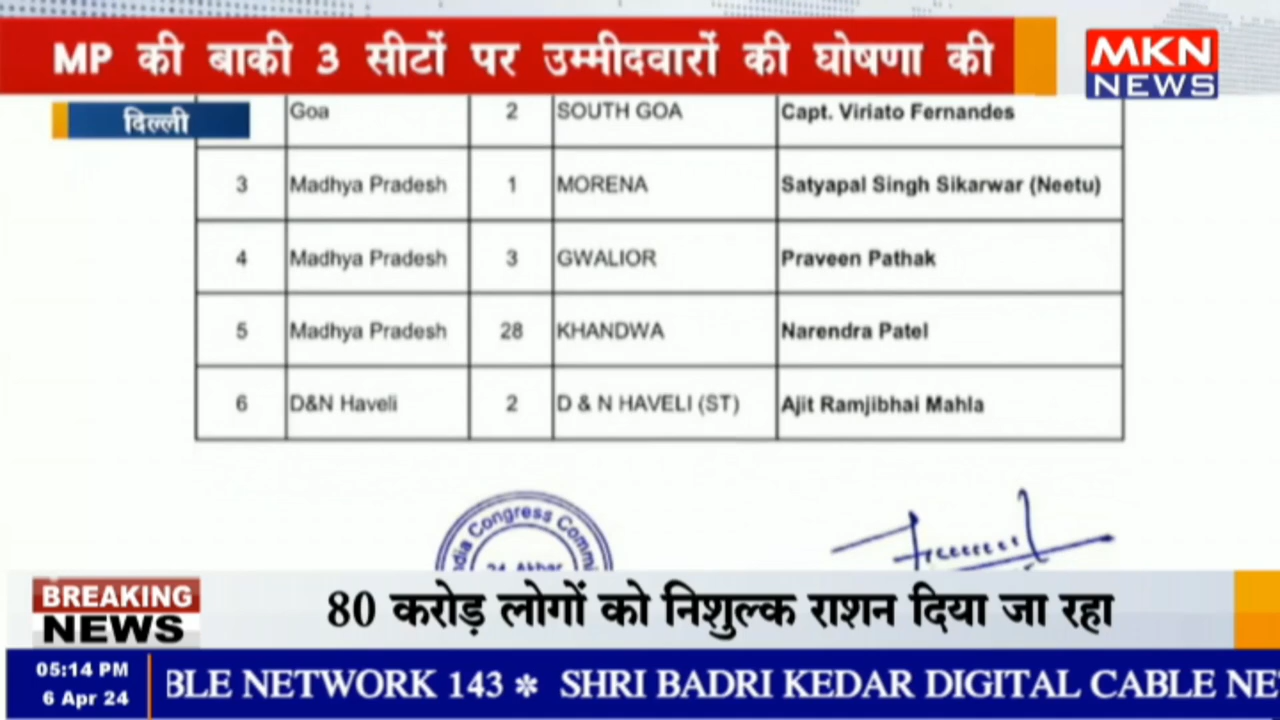 MP की बाकी 3 सीटों पर उम्मीदवारों की घोषणा की
MKN
NEWS
दिल्ली
Goa 2 SOUTH GOA Capt. Viriato Fernandes
3 Madhya Pradesh 1 MORENA Satyapal Singh Sikarwar (Neetu)
4 Madhya Pradesh 3 GWALIOR Praveen Pathak
5 Madhya Pradesh 28 KHANDWA Narendra Patel
6 D&N Haveli 2 D & N HAVELI (ST) Ajit Ramjibhai Mahla
Congress
BREAKING
NEWS
80 करोड़ लोगों को निशुल्क राशन दिया जा रहा
05:14 PM
6 Apr 24
BLE NETWORK 143 * SHRI BADRI KEDAR DIGITAL CABLE NE